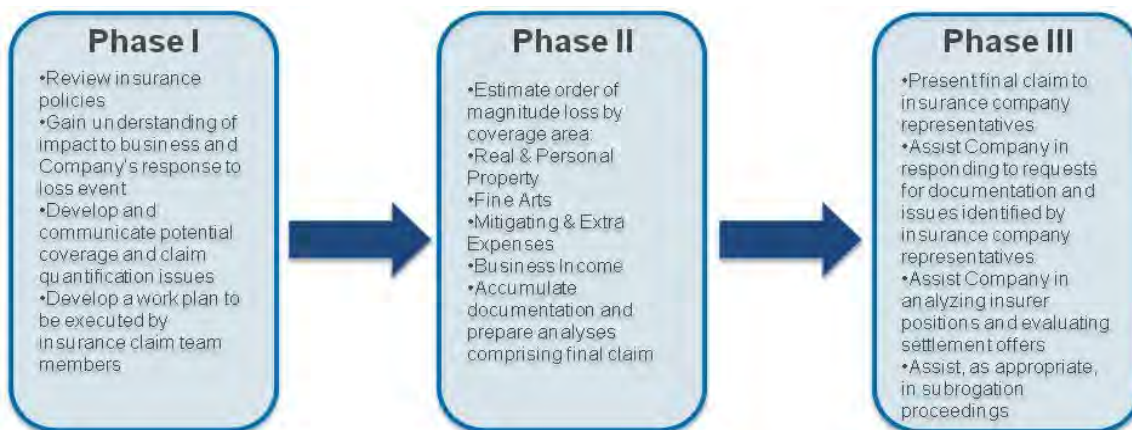 Phase I
•Review insurance
policies
•Gain understanding of
impact to business and
Company's response to
loss event
•Develop and
communicate potential
coverage and claim
quantification issues
•Develop a work plan to
be executed by
insurance claim team
members
Phase II
•Estimate order of
magnitude loss by
coverage area:
•Real & Personal
Property
•Fine Arts
•Mitigating & Extra
Expenses
•Business Income
•Accumulate
documentation and
prepare analyses
comprising final claim
Phase III
•Present final claim to
insurance company
representatives
•Assist Company in
responding to requests
for documentation and
issues identified by
insurance company
representatives
•Assist Company in
analyzing insurer
positions and evaluating
settlement offers
•Assist, as appropriate,
in subrogation
proceedings